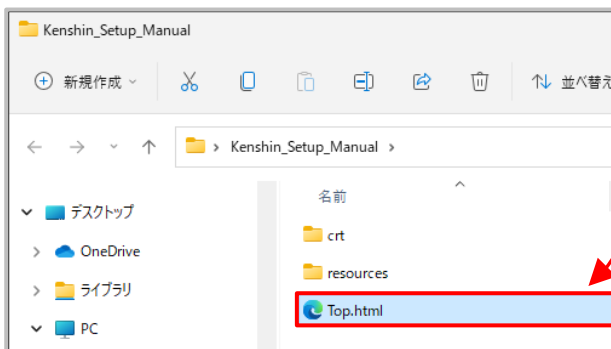 Kenshin_Setup_Manual
新規作成
並べ替え
Kenshin_Setup_Manual
名前
デスクトップ
crt
OneDrive
resources
ライブラリ
Top.html
PC